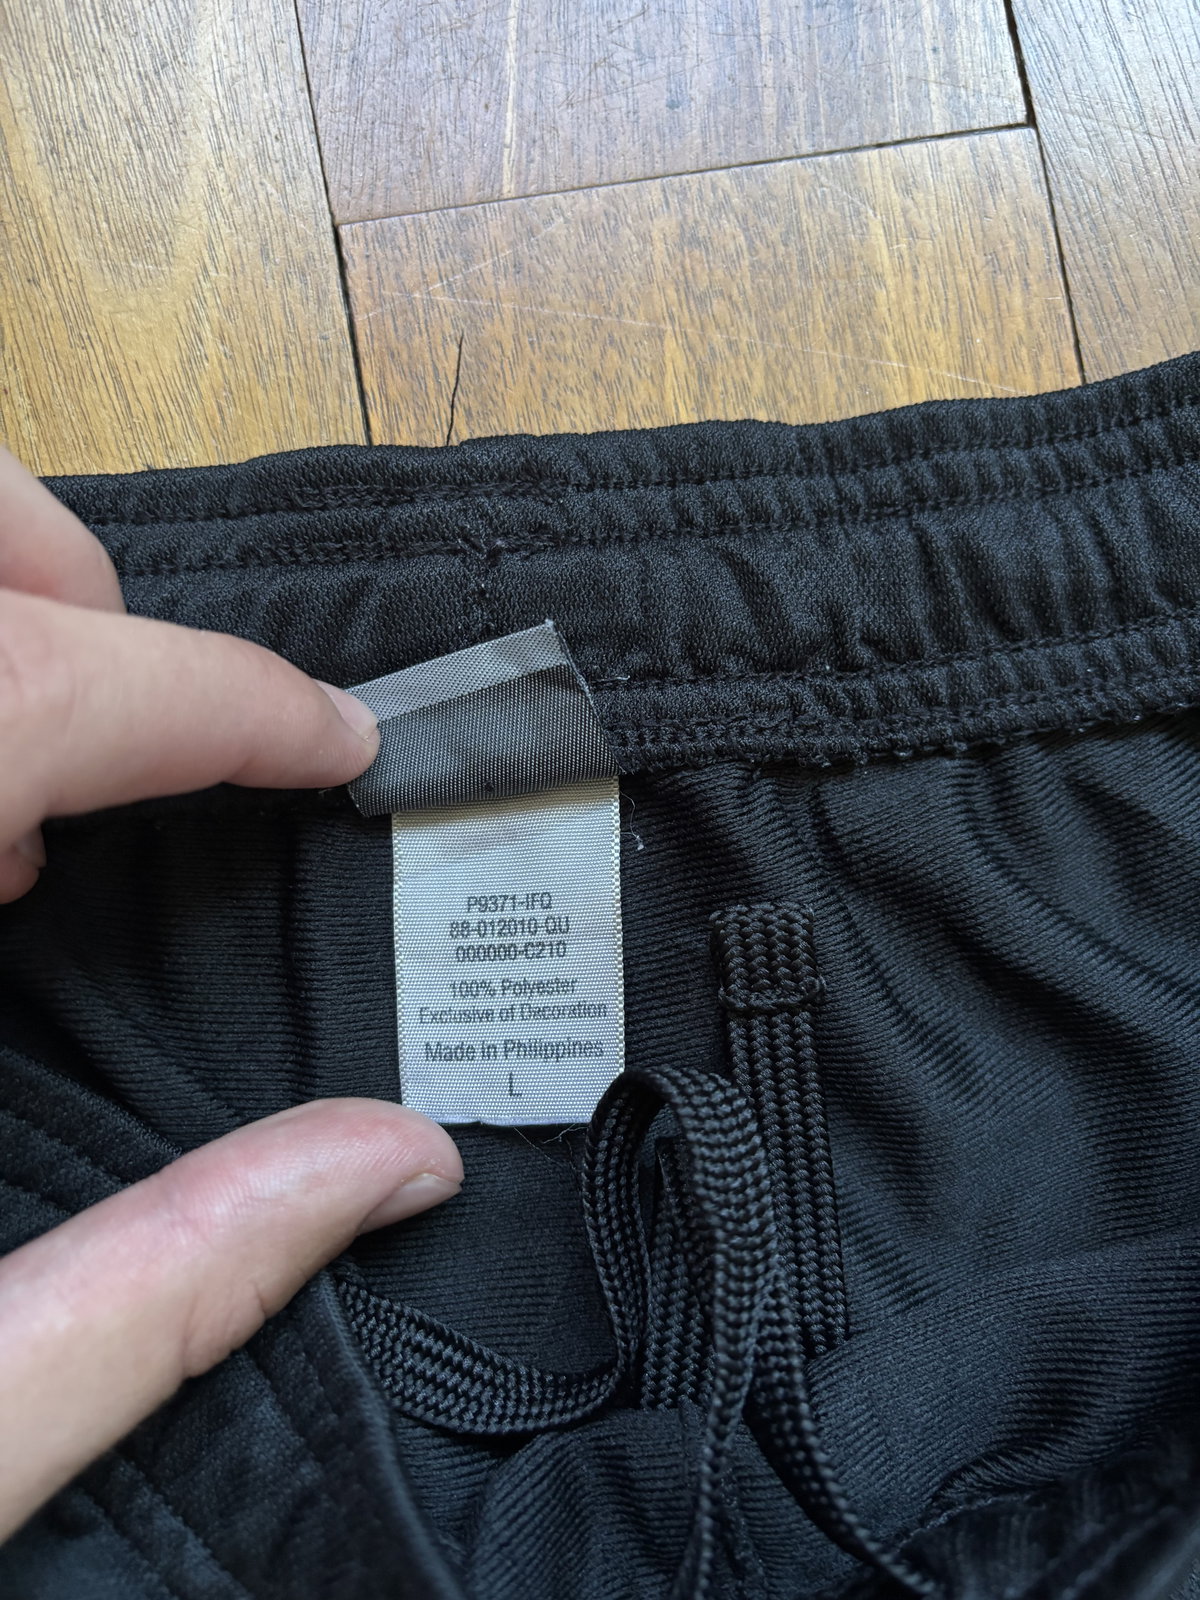 P9371-IFQ
88-012010 QU
000000-C210
100% Polyester
Exclusive of Decoration
Made in Philippines
L